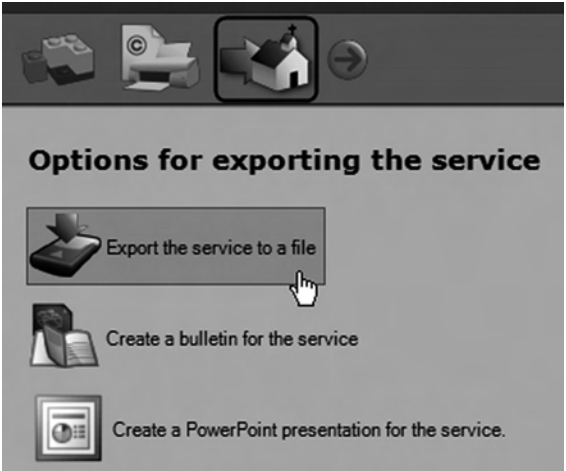 ©
Options for exporting the service
Export the service to a file
Create a bulletin for the service
Create a PowerPoint presentation for the service.